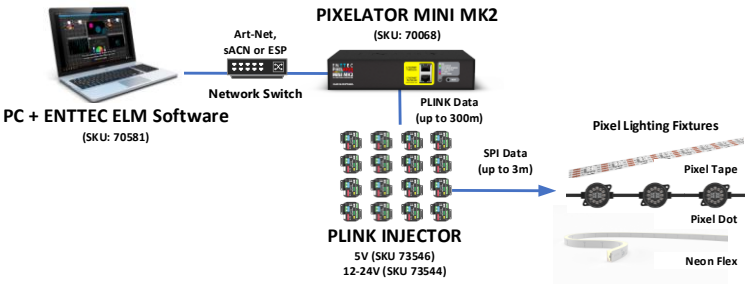 PIXELATOR MINI MK2
(SKU: 70068)
Art-Net,
sACN or ESP
Network Switch
PC + ENTTEC ELM Software
(SKU: 70581)
PLINK Data
(up to 300m)
Pixel Lighting Fixtures
SPI Data
(up to 3m)
Pixel Tape
Pixel Dot
Neon Flex
PLINK INJECTOR
5V (SKU 73546)
12-24V (SKU 73544)